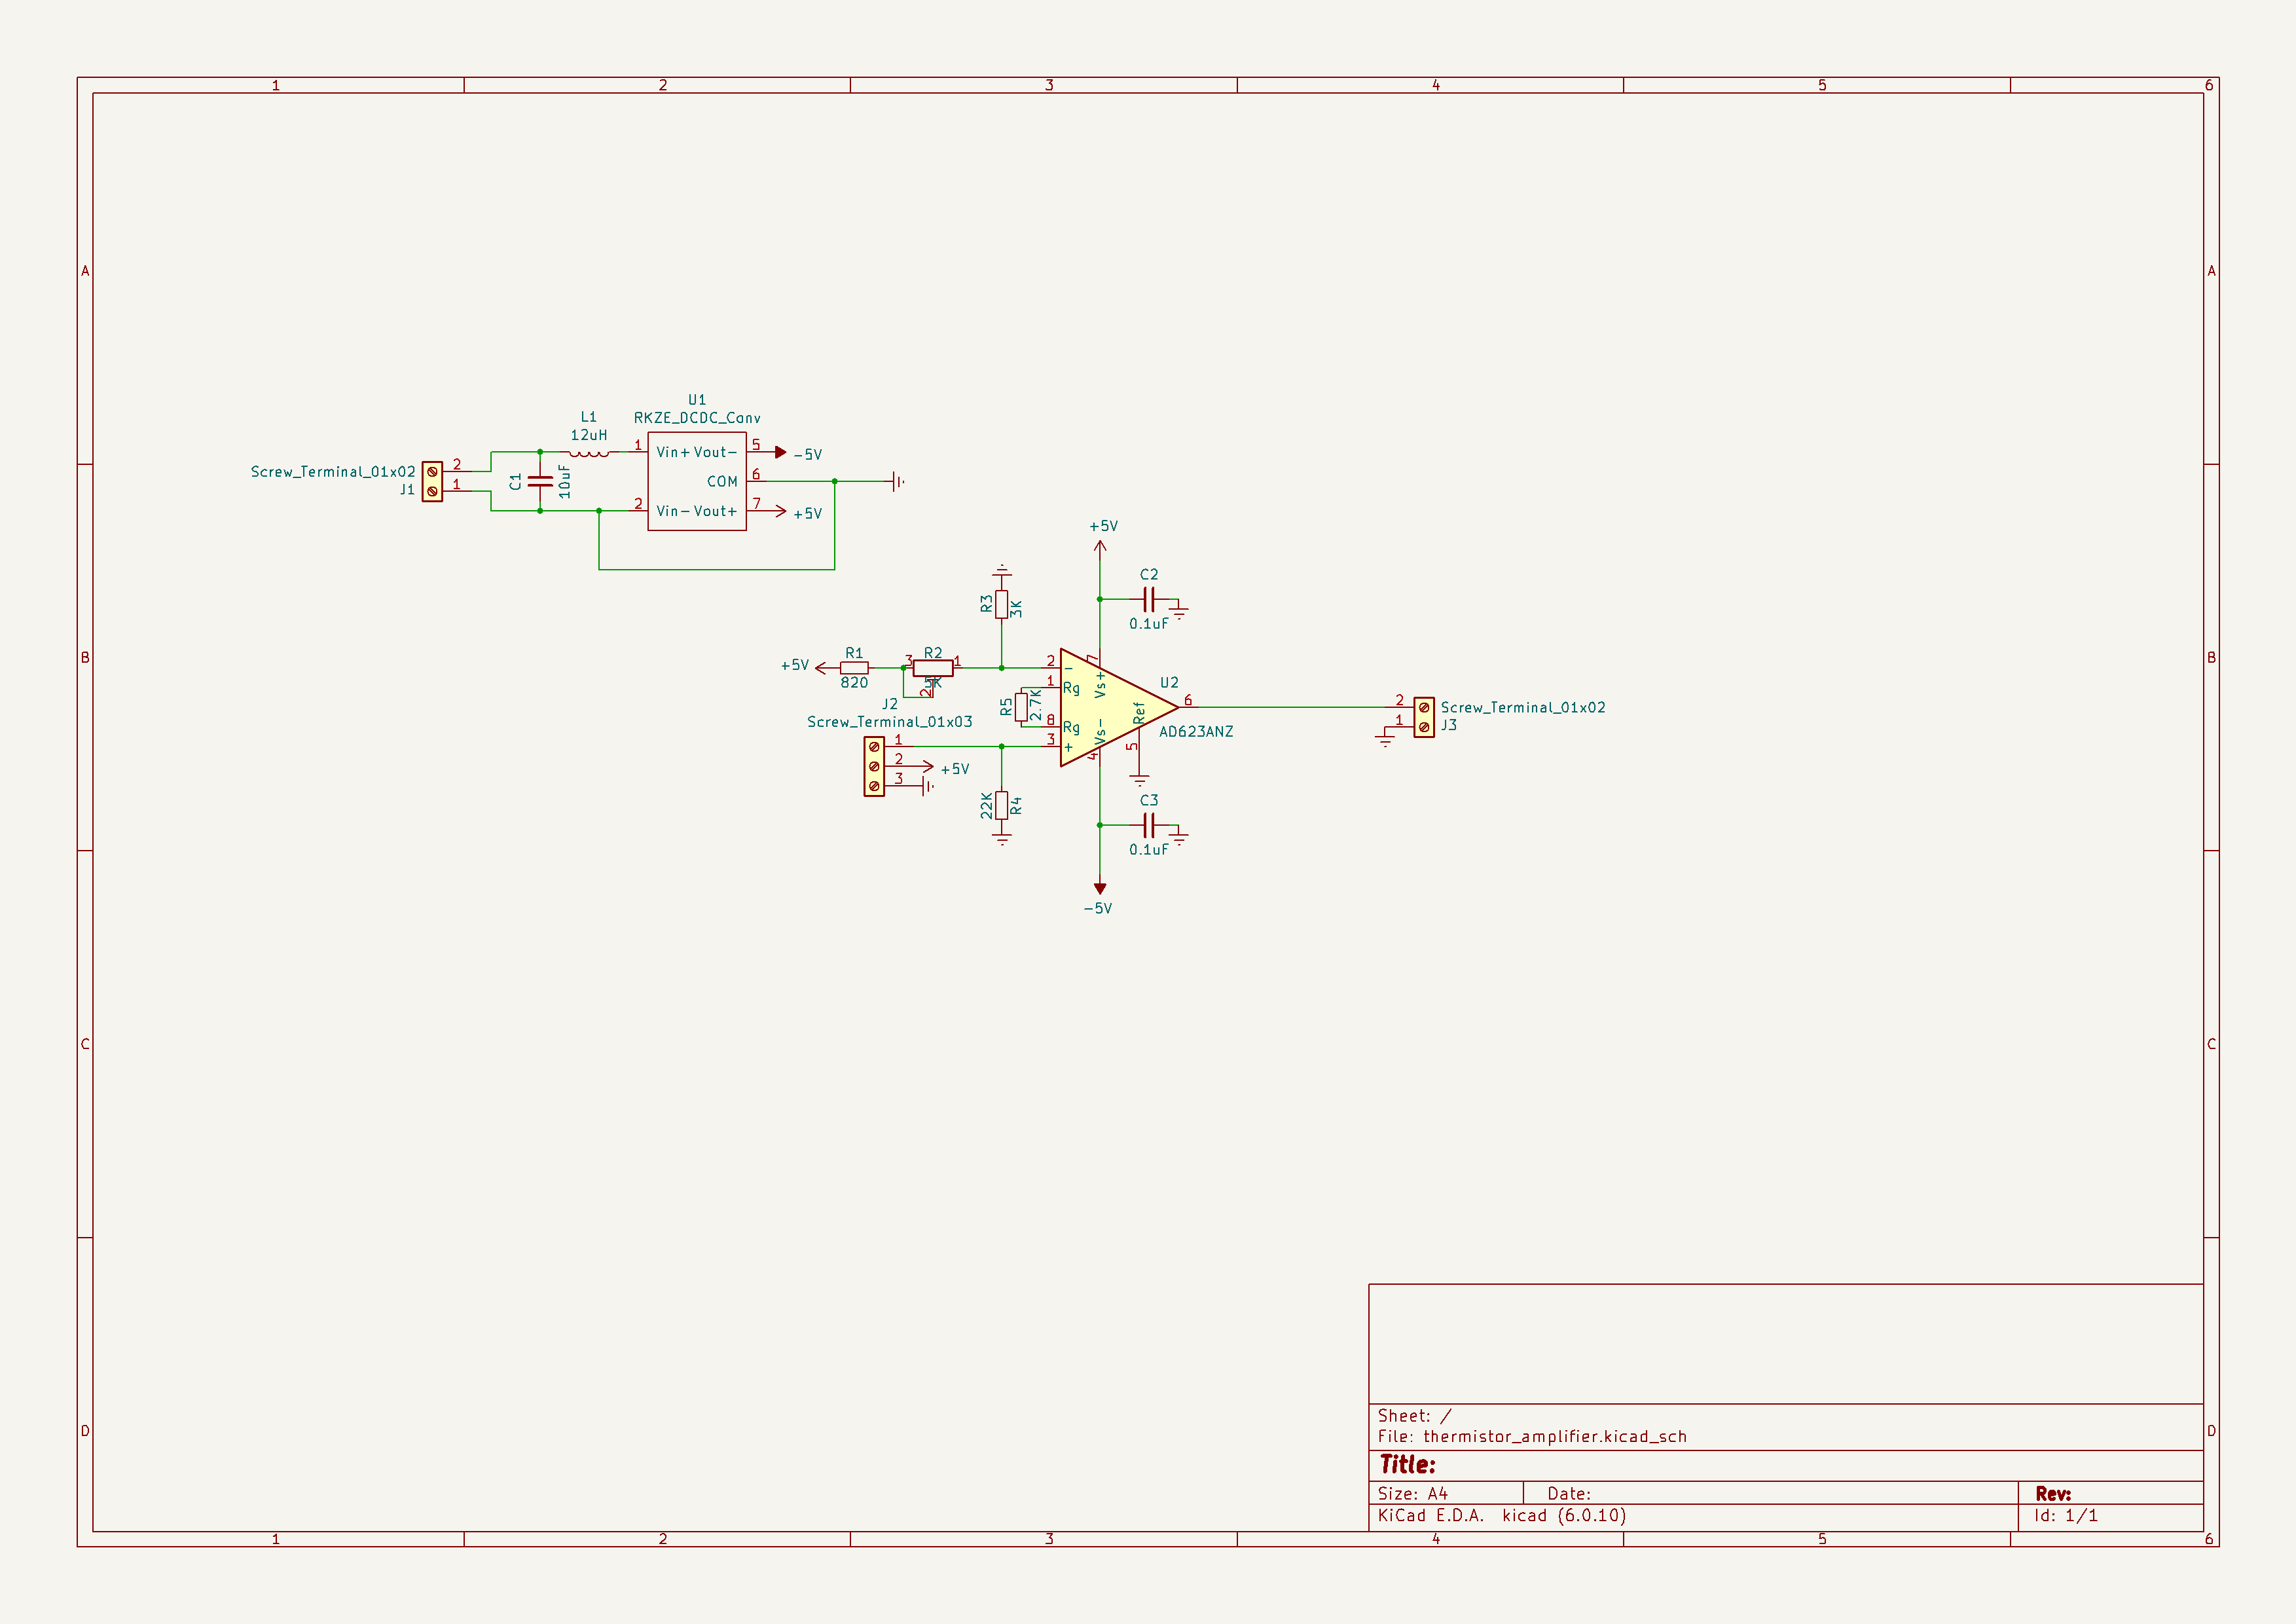 1 2 3 4 5 6
A A
U1
RKZE_DCDC_Conv
L1
12uH
1 Vin+ Vout- 5 -5V
Screw_Terminal_01x02 2
J1 1
C1 10uF
COM 6
2 Vin- Vout+ 7 +5V
+5V
C2
0.1uF
R3 3K
B B
+5V R1 820
3 R2 1
5K 2
2 -
1 Rg
R5 2.7K
8 Rg
3 +
7 Vs+
Vs- 4
Ref 5
U2
AD623ANZ
6
2 Screw_Terminal_01x02
1 J3
J2
Screw_Terminal_01x03
1
2 +5V
3
22K R4
C3
0.1uF
-5V
C C
D D
Sheet: /
File: thermistor_amplifier.kicad_sch
Title:
Size: A4 Date: Rev:
KiCad E.D.A. kicad (6.0.10) Id: 1/1
1 2 3 4 5 6